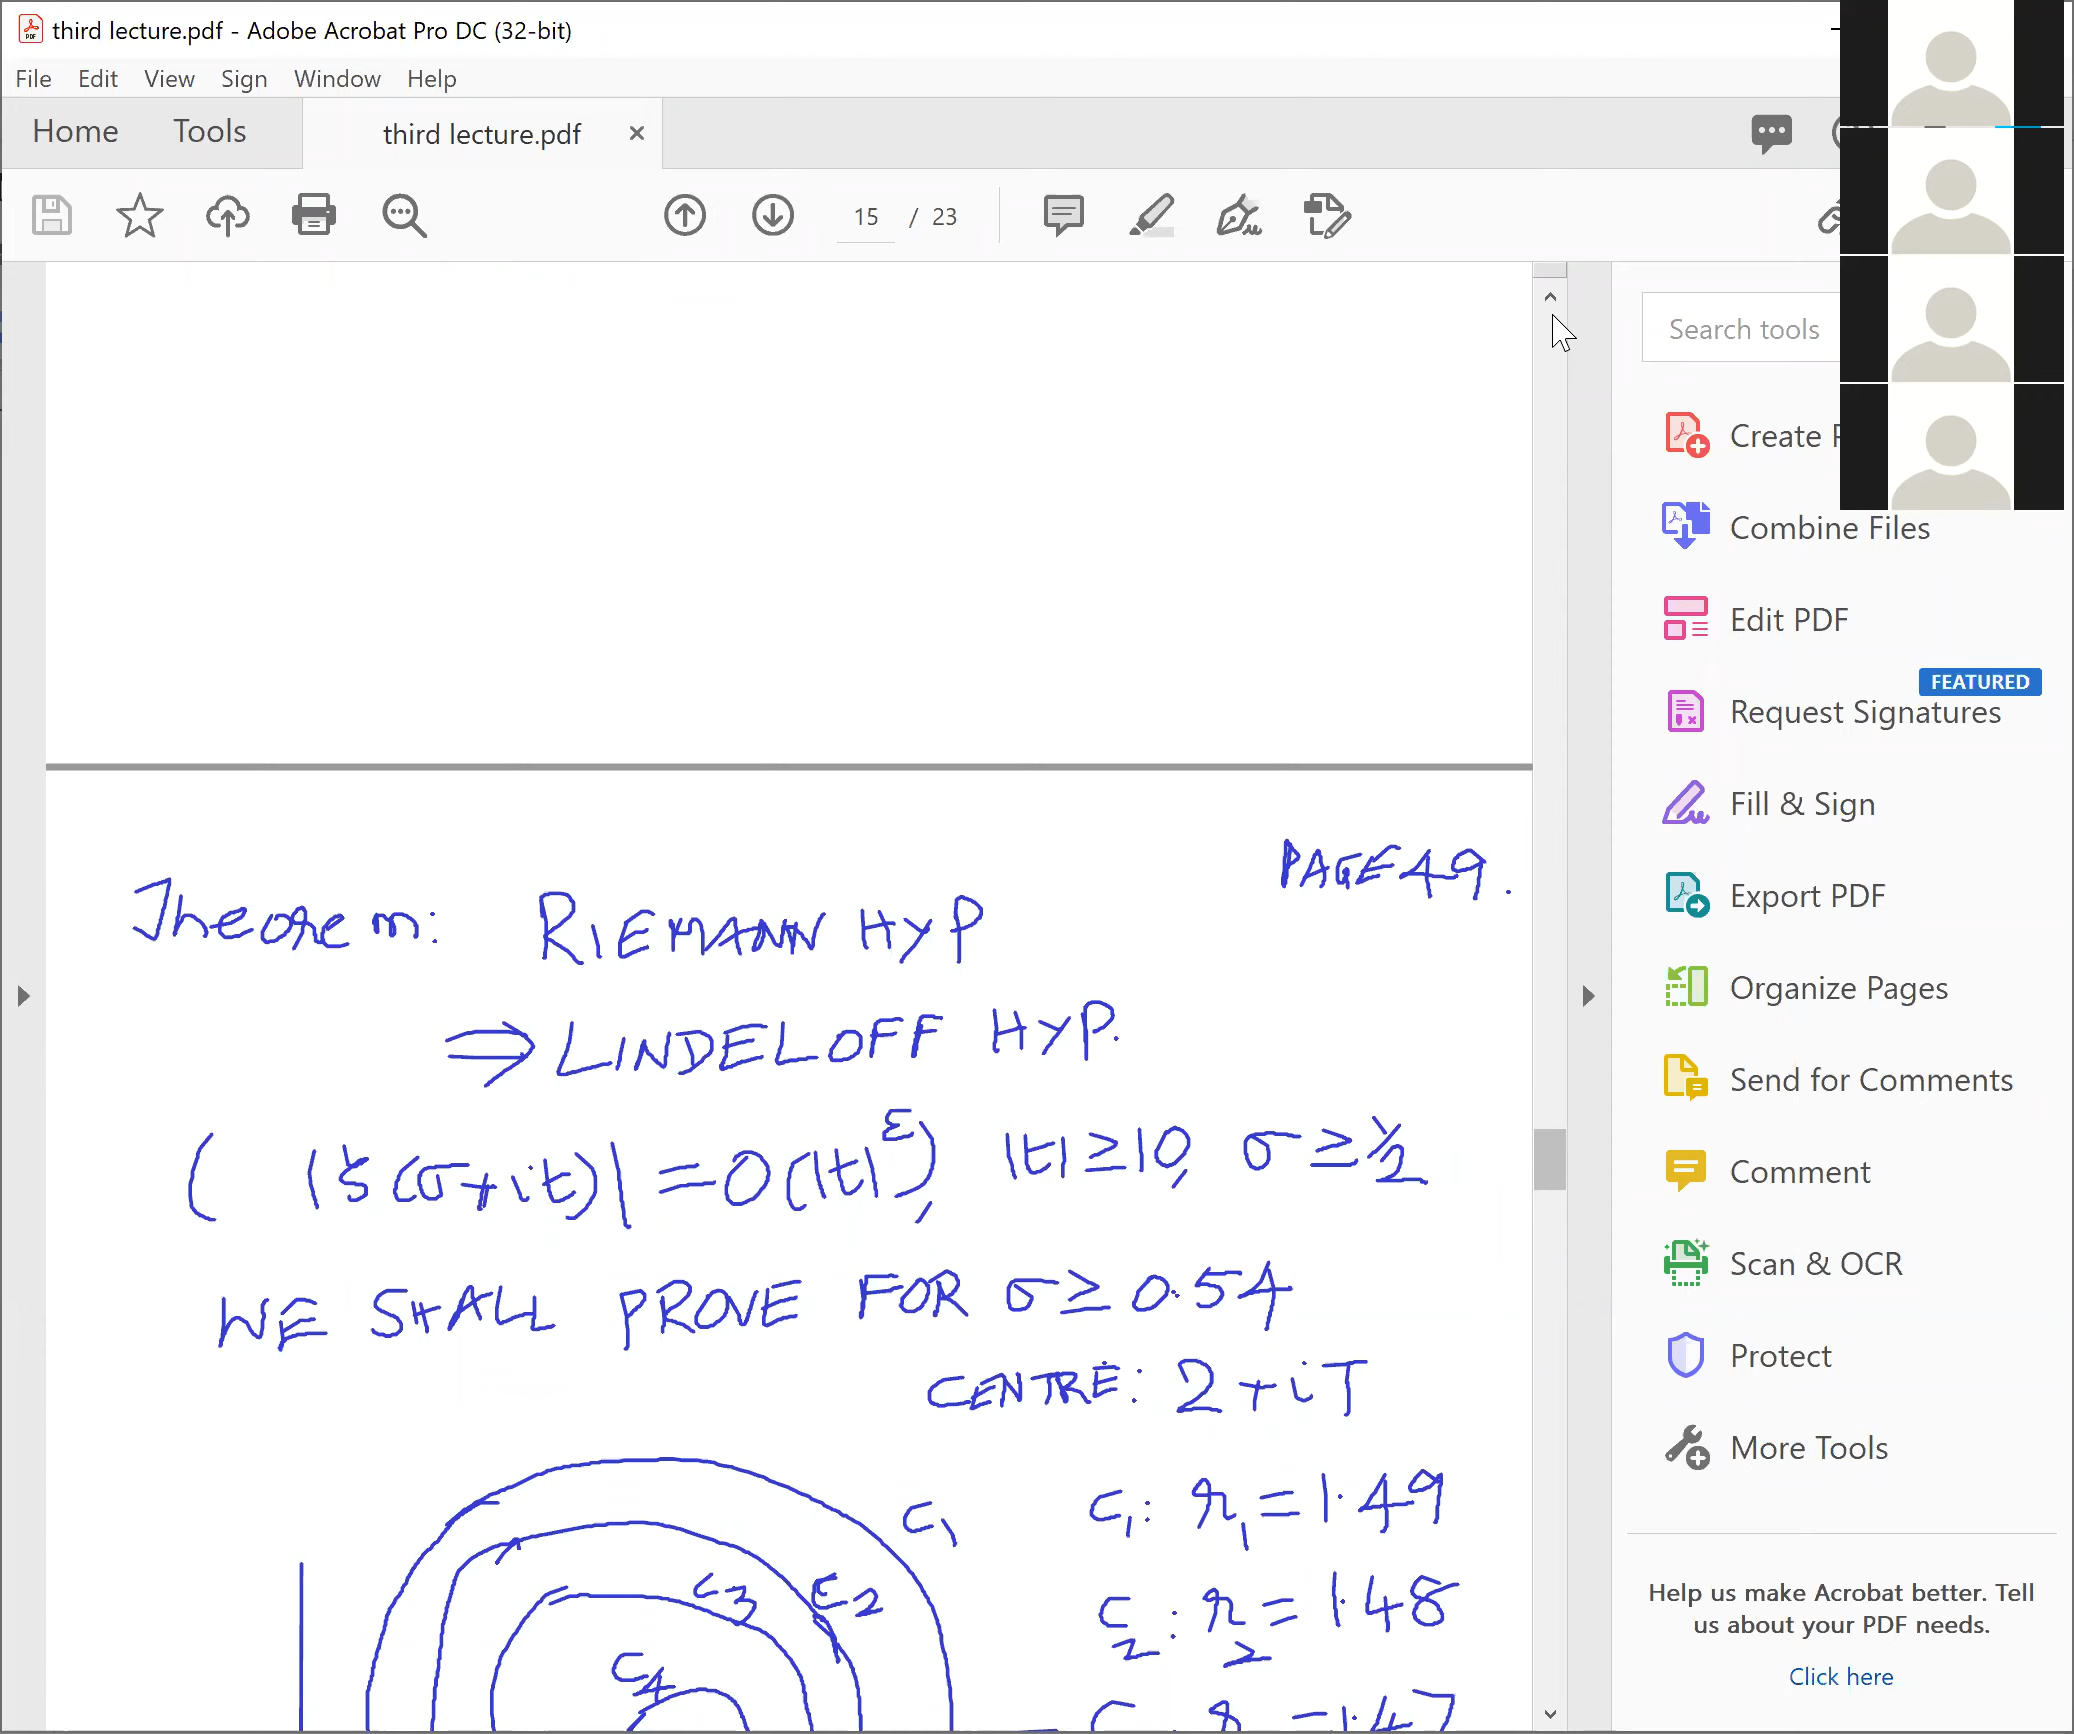 third lecture.pdf - Adobe Acrobat Pro DC (32-bit)
File Edit View Sign Window Help
Home Tools third lecture.pdf ×
15 / 23
Search tools
Create
Combine Files
Edit PDF
FEATURED
Request Signatures
Fill & Sign
Export PDF
Organize Pages
Send for Comments
Comment
Scan & OCR
Protect
More Tools
Help us make Acrobat better. Tell
us about your PDF needs.
Click here
PAGE 49.
Theorem: RIEMANN HYP
⇒ LINDELOFF HYP.
( |ζ(σ+it)| = O(|t|^ε), |t| ≥ 10, σ ≥ 1/2
WE SHALL PROVE FOR σ ≥ 0.54
CENTRE: 2+iT
C₁ C₁: r₁ = 1.49
C₃ C₂ C₂: r₂ = 1.48
C₄
C r = 1.47